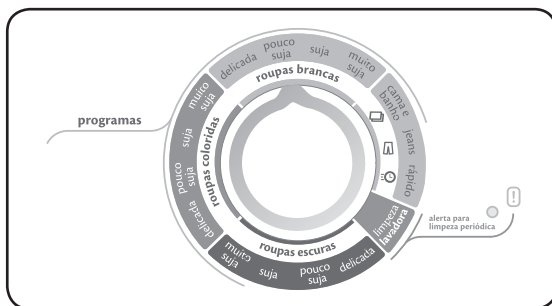 programas
delicada
pouco
suja
suja
muito
suja
roupas brancas
cama e
banho
jeans
rápido
limpeza
lavadora
alerta para
limpeza periódica
!
roupas escuras
delicada
pouco
suja
suja
muito
suja
roupas coloridas
delicada
pouco
suja
suja
muito
suja